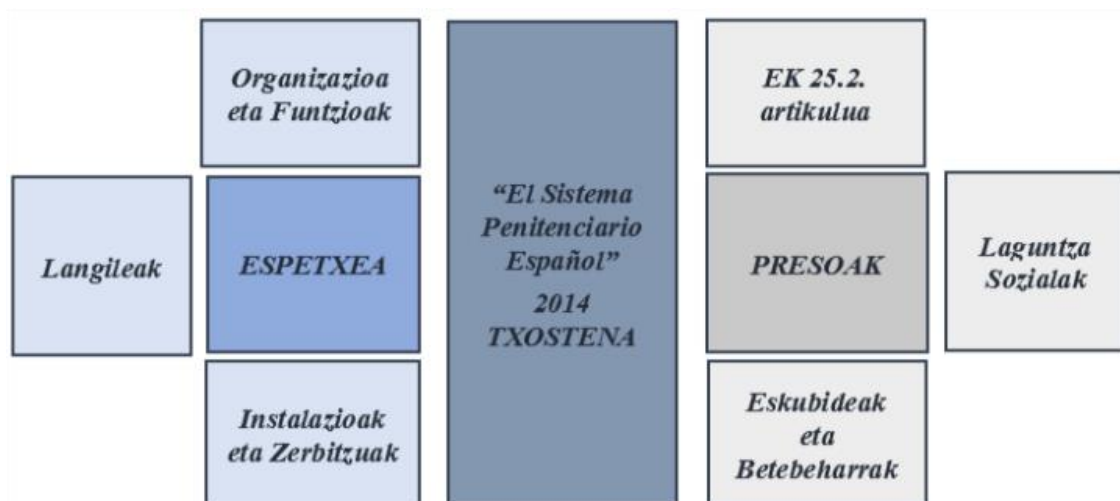 Organizazioa
eta Funtzioak
Langileak
ESPETXEA
Instalazioak
eta Zerbitzuak
“El Sistema
Penitenciario
Español”
2014
TXOSTENA
EK 25.2.
artikulua
PRESOAK
Laguntza
Sozialak
Eskubideak
eta
Betebeharrak